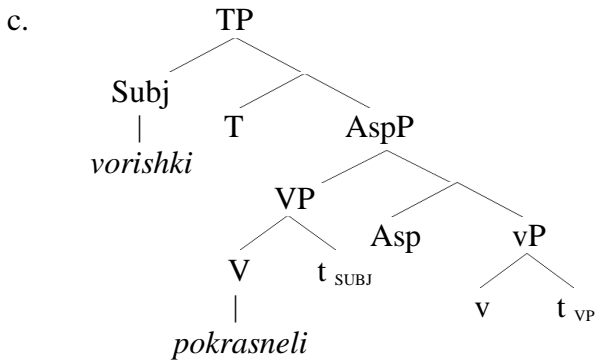 c.
TP
Subj
T AspP
vorishki
VP
Asp vP
V t SUBJ
v t VP
pokrasneli